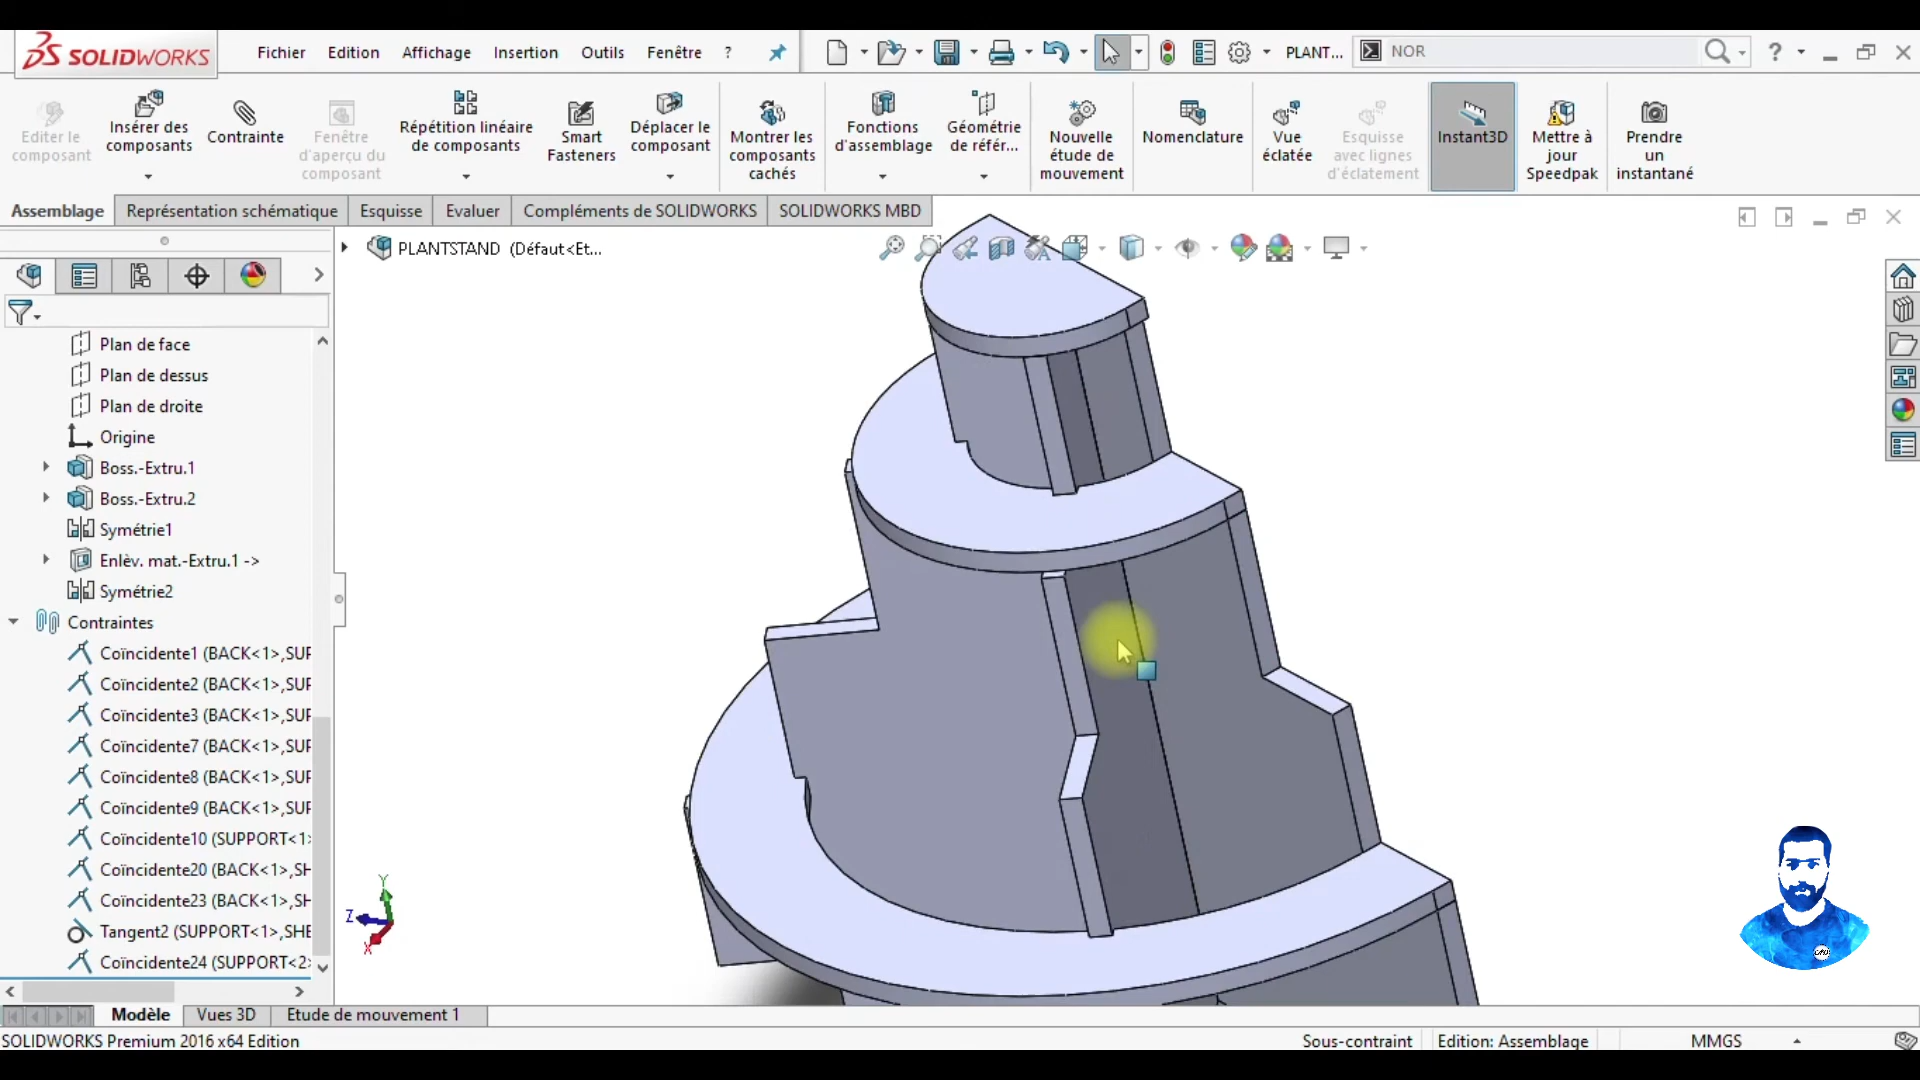 SOLIDWORKS
Fichier Edition Affichage Insertion Outils Fenêtre ?
PLANT...
NOR
?
Editer le composant
Insérer des composants
Contrainte
Fenêtre d'aperçu du composant
Répétition linéaire de composants
Smart Fasteners
Déplacer le composant
Montrer les composants cachés
Fonctions d'assemblage
Géométrie de référ...
Nouvelle étude de mouvement
Nomenclature
Vue éclatée
Esquisse avec lignes d'éclatement
Instant3D
Mettre à jour Speedpak
Prendre un instantané
Assemblage Représentation schématique Esquisse Evaluer Compléments de SOLIDWORKS SOLIDWORKS MBD
PLANTSTAND (Défaut<Et...
Plan de face
Plan de dessus
Plan de droite
Origine
Boss.-Extru.1
Boss.-Extru.2
Symétrie1
Enlèv. mat.-Extru.1 ->
Symétrie2
Contraintes
Coïncidente1 (BACK<1>,SUP
Coïncidente2 (BACK<1>,SUP
Coïncidente3 (BACK<1>,SUP
Coïncidente7 (BACK<1>,SUP
Coïncidente8 (BACK<1>,SUP
Coïncidente9 (BACK<1>,SUP
Coïncidente10 (SUPPORT<1>
Coïncidente20 (BACK<1>,SH
Coïncidente23 (BACK<1>,SH
Tangent2 (SUPPORT<1>,SHE
Coïncidente24 (SUPPORT<2>
Y
Z
X
Modèle Vues 3D Etude de mouvement 1
SOLIDWORKS Premium 2016 x64 Edition
Sous-contraint
Edition: Assemblage
MMGS